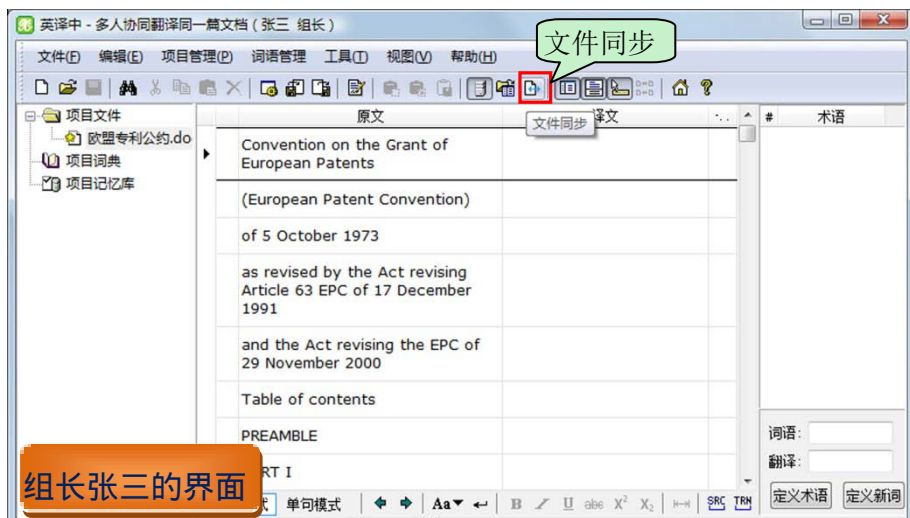 英译中 - 多人协同翻译同一篇文档 ( 张三 组长 )
文件同步
文件(F) 编辑(E) 项目管理(P) 词语管理 工具(T) 视图(V) 帮助(H)
项目文件
欧盟专利公约.do
项目词典
项目记忆库
原文
译文
文件同步
# 术语
Convention on the Grant of
European Patents
(European Patent Convention)
of 5 October 1973
as revised by the Act revising
Article 63 EPC of 17 December
1991
and the Act revising the EPC of
29 November 2000
Table of contents
PREAMBLE
RT I
词语:
翻译:
定义术语 定义新词
组长张三的界面
式 单句模式 Aa B I U abc X² X₂ SRC TRN